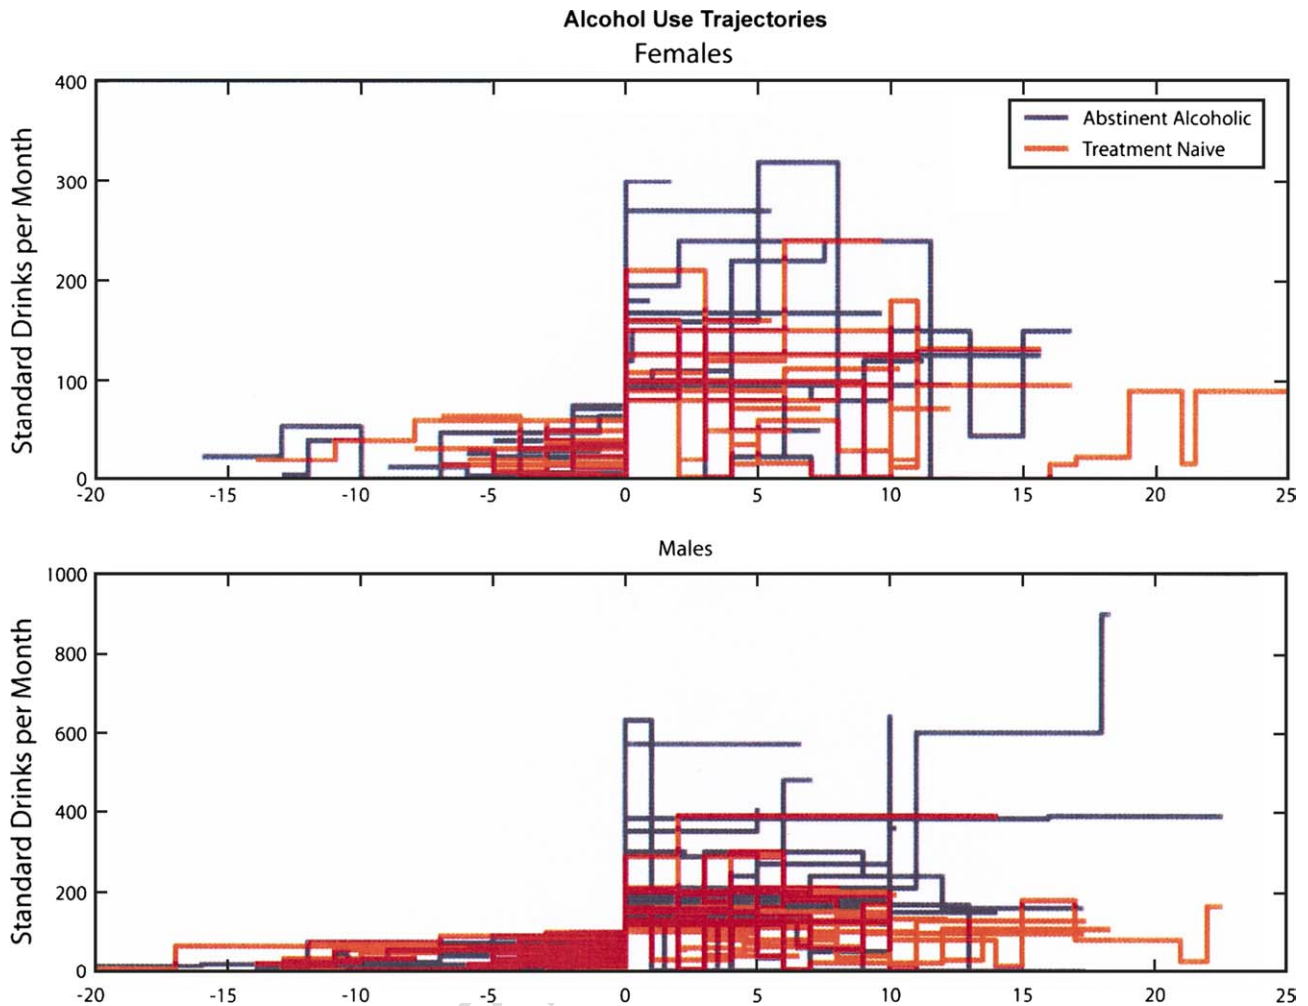 Alcohol Use Trajectories
Females
Standard Drinks per Month
400
300
200
100
0
Abstinent Alcoholic
Treatment Naive
-20 -15 -10 -5 0 5 10 15 20 25
Males
Standard Drinks per Month
1000
800
600
400
200
0
-20 -15 -10 -5 0 5 10 15 20 25